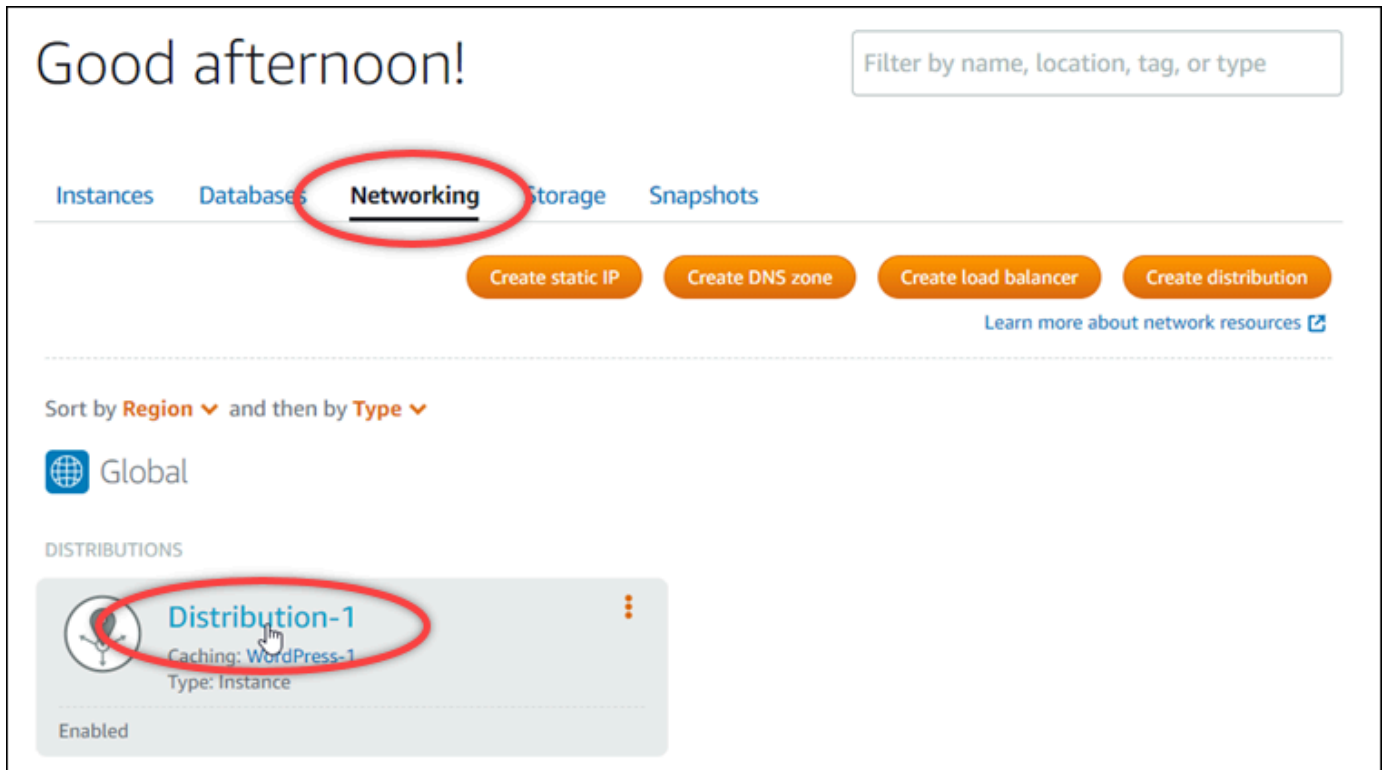 Good afternoon!
Filter by name, location, tag, or type
Instances Databases Networking Storage Snapshots
Create static IP Create DNS zone Create load balancer Create distribution
Learn more about network resources
Sort by Region and then by Type
Global
DISTRIBUTIONS
Distribution-1
Caching: WordPress-1
Type: Instance
Enabled